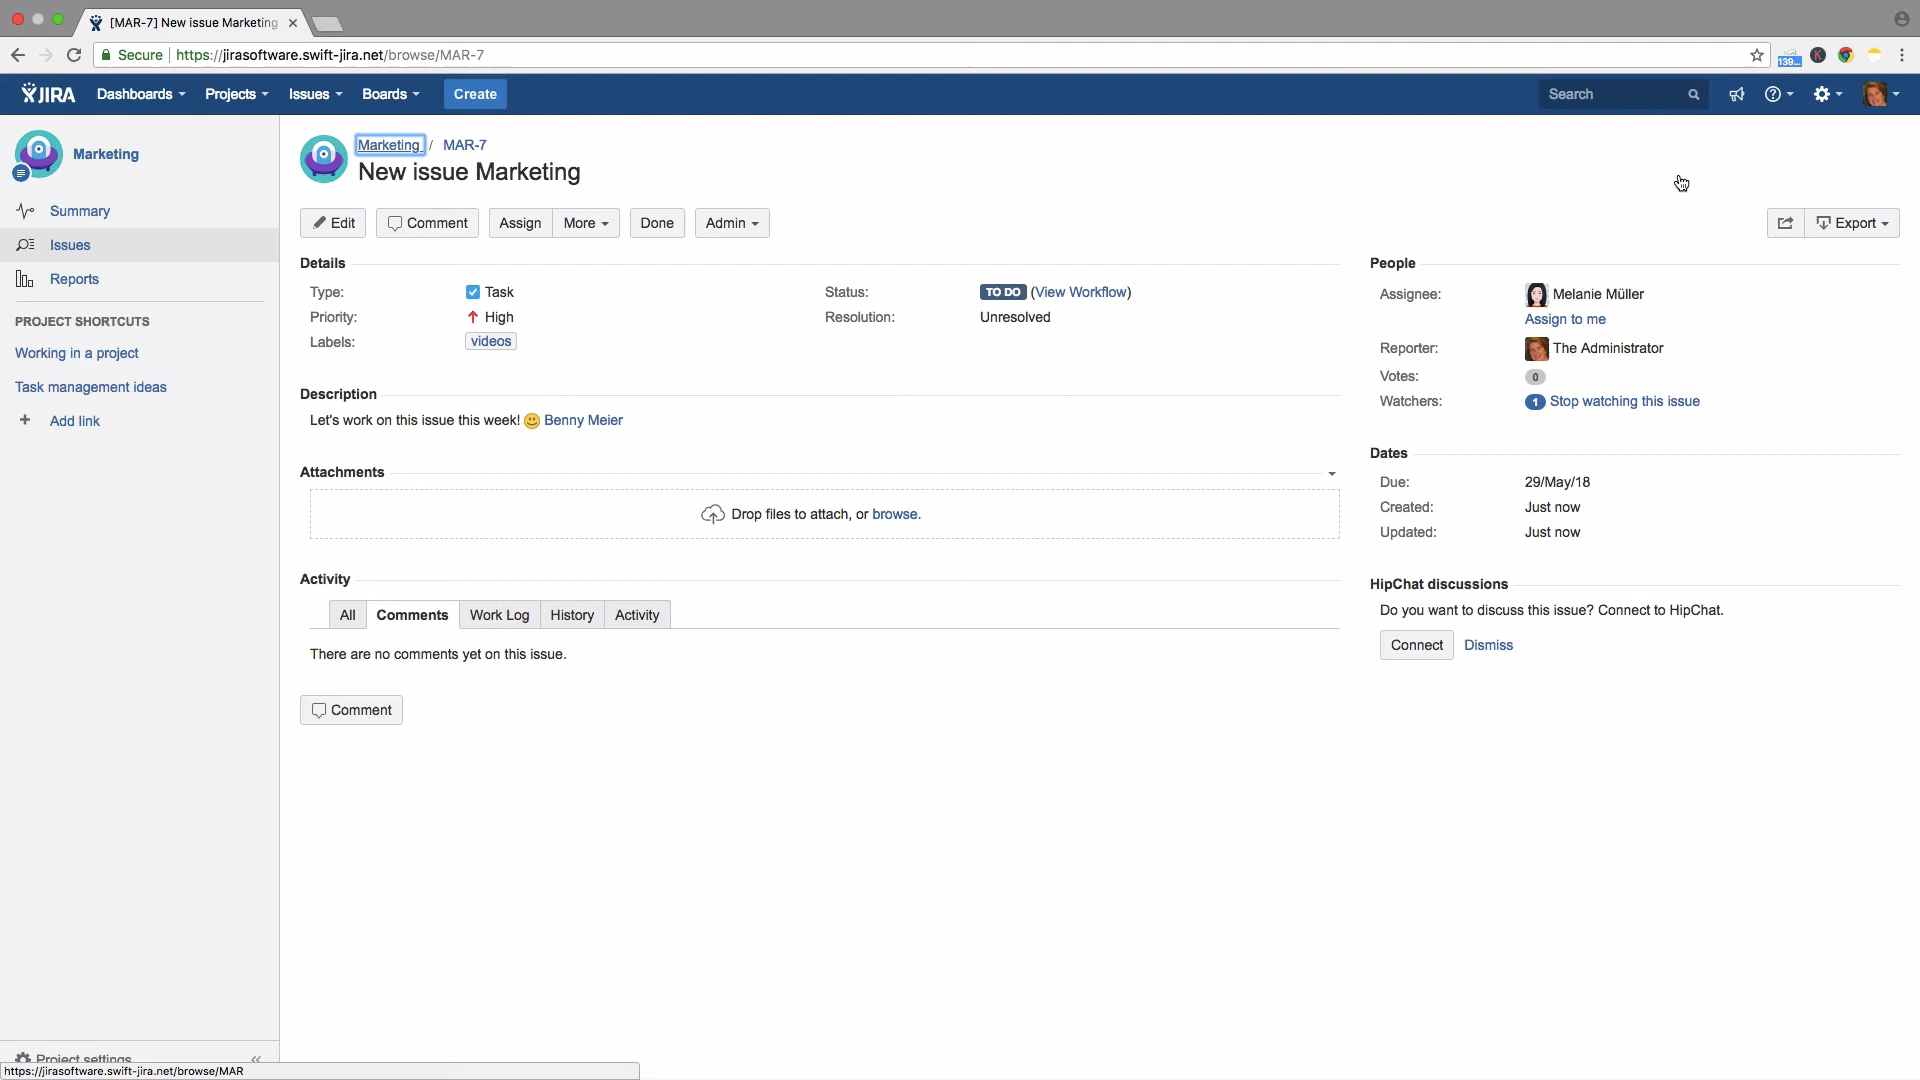 [MAR-7] New issue Marketing
Secure https://jirasoftware.swift-jira.net/browse/MAR-7
139...
K
JIRA Dashboards Projects Issues Boards Create Search
Marketing
Summary
Issues
Reports
PROJECT SHORTCUTS
Working in a project
Task management ideas
+ Add link
Project settings
https://jirasoftware.swift-jira.net/browse/MAR
Marketing / MAR-7
New issue Marketing
Edit Comment Assign More Done Admin Export
Details
Type: Task
Priority: High
Labels: videos
Status: TO DO (View Workflow)
Resolution: Unresolved
Description
Let's work on this issue this week! Benny Meier
Attachments
Drop files to attach, or browse.
Activity
All Comments Work Log History Activity
There are no comments yet on this issue.
Comment
People
Assignee: Melanie Müller
Assign to me
Reporter: The Administrator
Votes: 0
Watchers: 1 Stop watching this issue
Dates
Due: 29/May/18
Created: Just now
Updated: Just now
HipChat discussions
Do you want to discuss this issue? Connect to HipChat.
Connect Dismiss